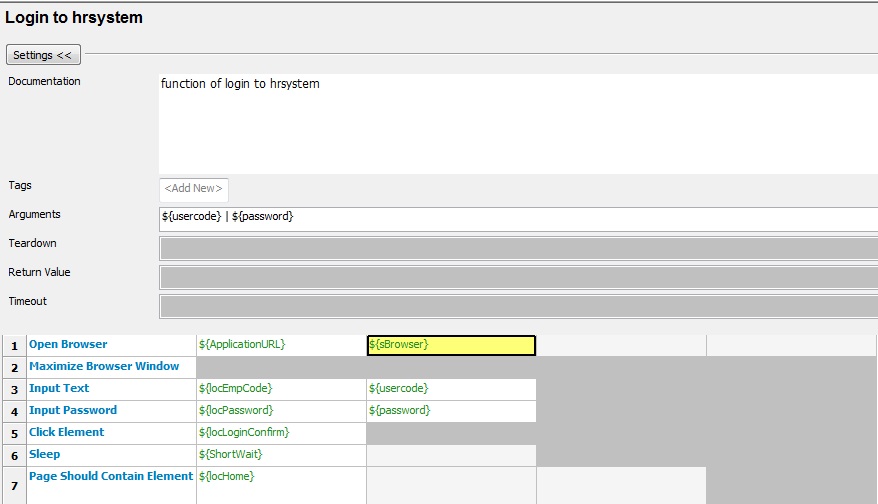 Login to hrsystem
Settings <<
Documentation
function of login to hrsystem
Tags
<Add New>
Arguments
${usercode} | ${password}
Teardown
Return Value
Timeout
1 Open Browser ${ApplicationURL} ${sBrowser}
2 Maximize Browser Window
3 Input Text ${locEmpCode} ${usercode}
4 Input Password ${locPassword} ${password}
5 Click Element ${locLoginConfirm}
6 Sleep ${ShortWait}
7 Page Should Contain Element ${locHome}